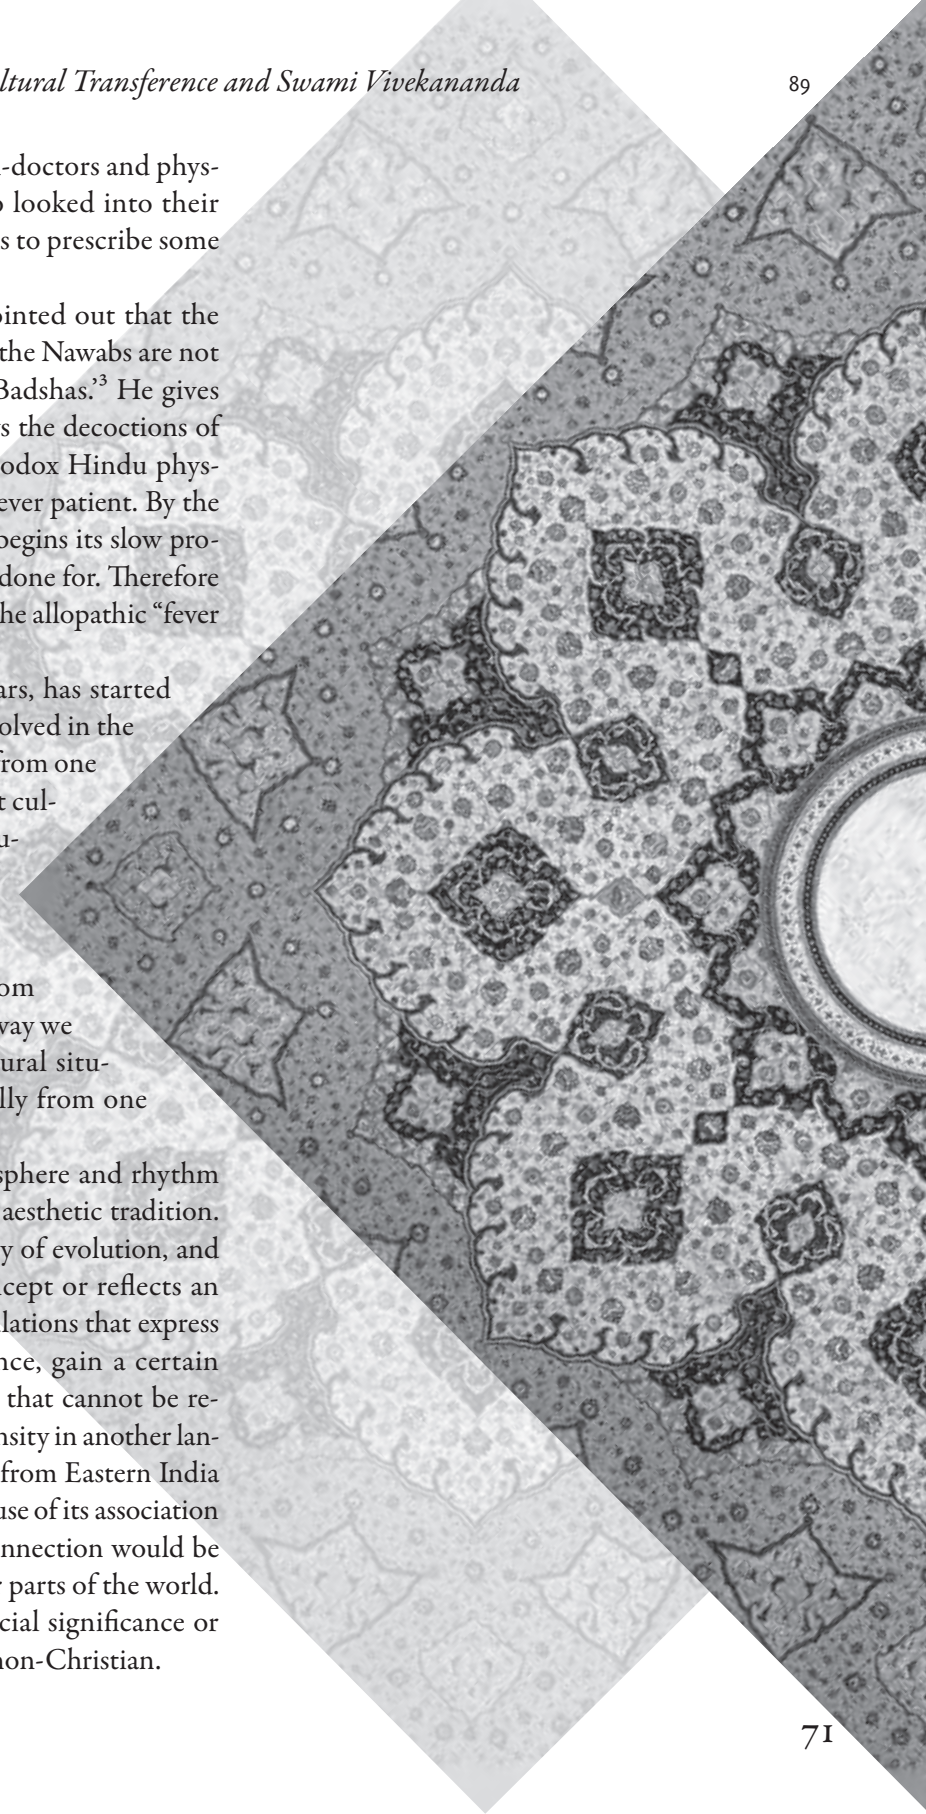 ltural Transference and Swami Vivekananda 89
-doctors and phys-
looked into their
s to prescribe some
ointed out that the
the Nawabs are not
Badshas.’³ He gives
s the decoctions of
odox Hindu phys-
ever patient. By the
begins its slow pro-
done for. Therefore
he allopathic “fever
ars, has started
olved in the
from one
t cul-
u-
om
way we
ural situ-
lly from one
sphere and rhythm
aesthetic tradition.
y of evolution, and
cept or reflects an
lations that express
nce, gain a certain
that cannot be re-
nsity in another lan-
from Eastern India
use of its association
nnection would be
r parts of the world.
cial significance or
non-Christian.
71